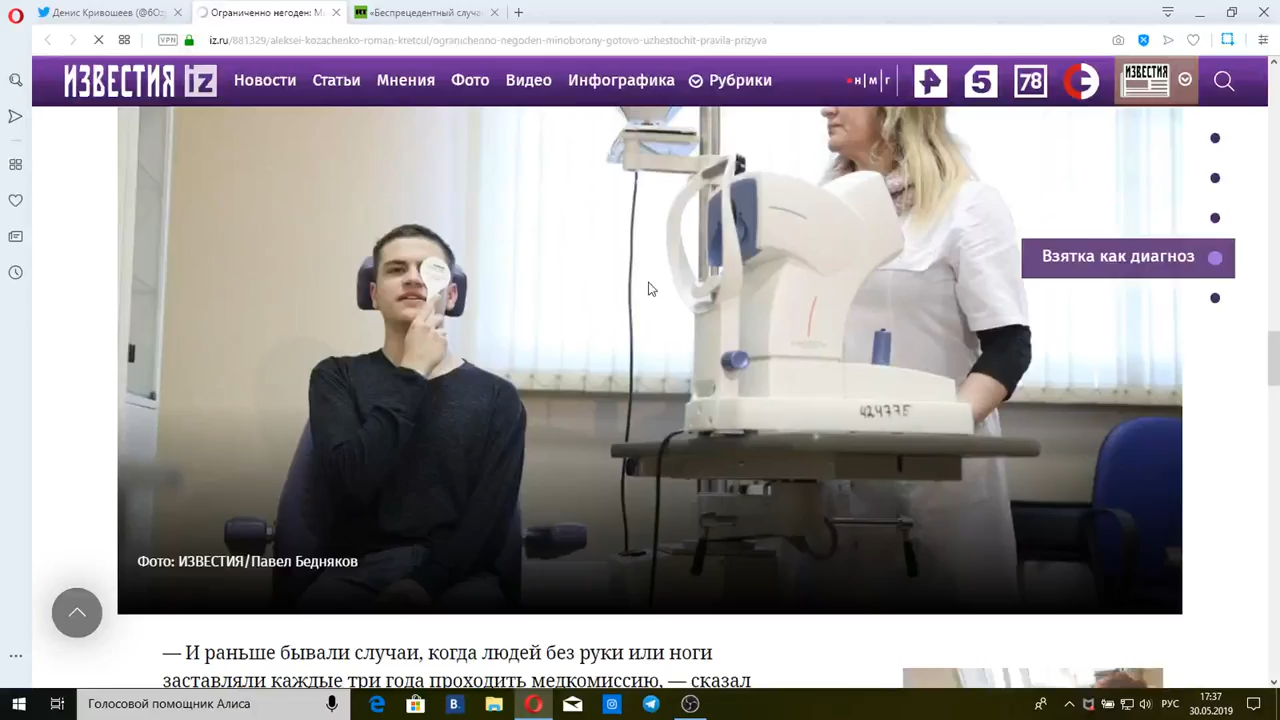 Денис Кривошеев (@6Oz
Ограниченно негоден: М
«Беспрецедентный случа
VPN
iz.ru/881329/aleksei-kozachenko-roman-kretcul/ogranichenno-negoden-minoborony-gotovo-uzhestochit-pravila-prizyva
ИЗВЕСТИЯ iz Новости Статьи Мнения Фото Видео Инфографика Рубрики н|м|г 5 78 ИЗВЕСТИЯ
Взятка как диагноз
424775
Фото: ИЗВЕСТИЯ/Павел Бедняков
— И раньше бывали случаи, когда людей без руки или ноги
заставляли каждые три года проходить медкомиссию, — сказал
Голосовой помощник Алиса
РУС
17:37
30.05.2019